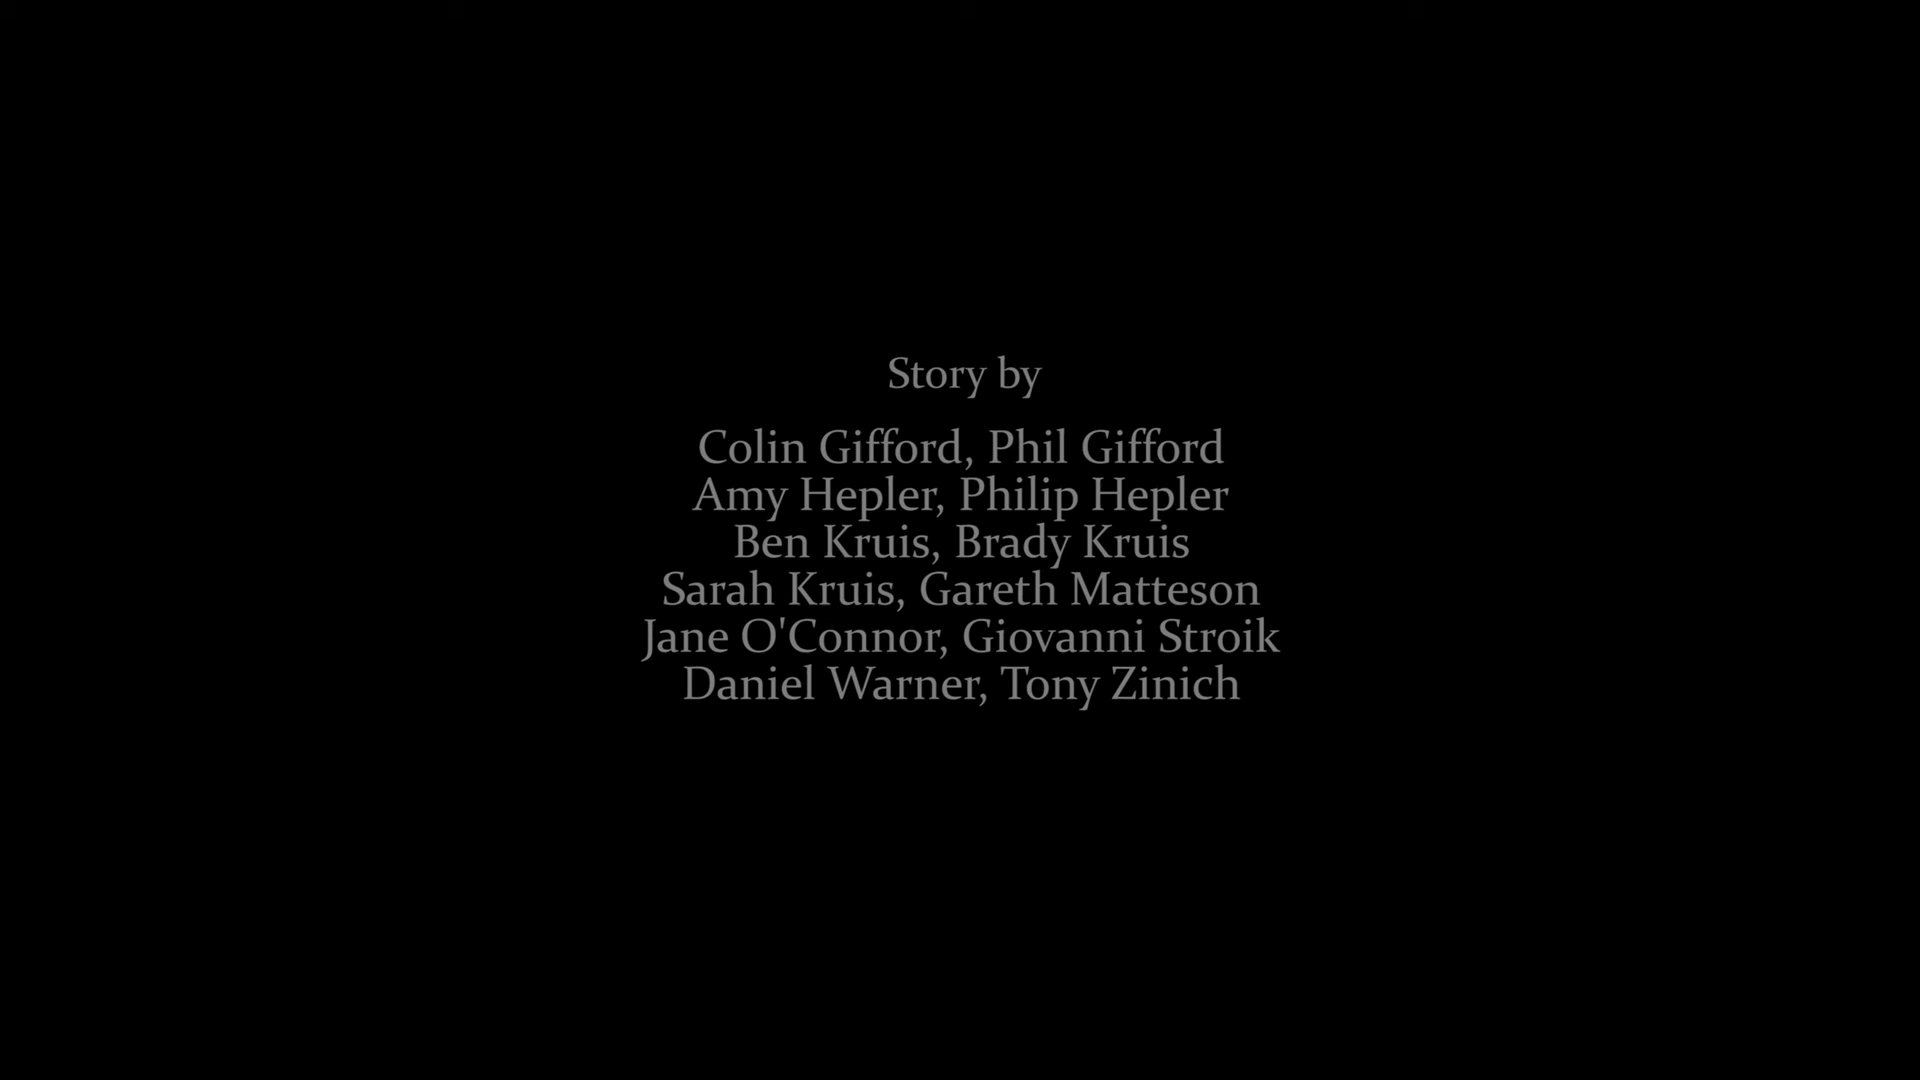 Story by
Colin Gifford, Phil Gifford
Amy Hepler, Philip Hepler
Ben Kruis, Brady Kruis
Sarah Kruis, Gareth Matteson
Jane O'Connor, Giovanni Stroik
Daniel Warner, Tony Zinich